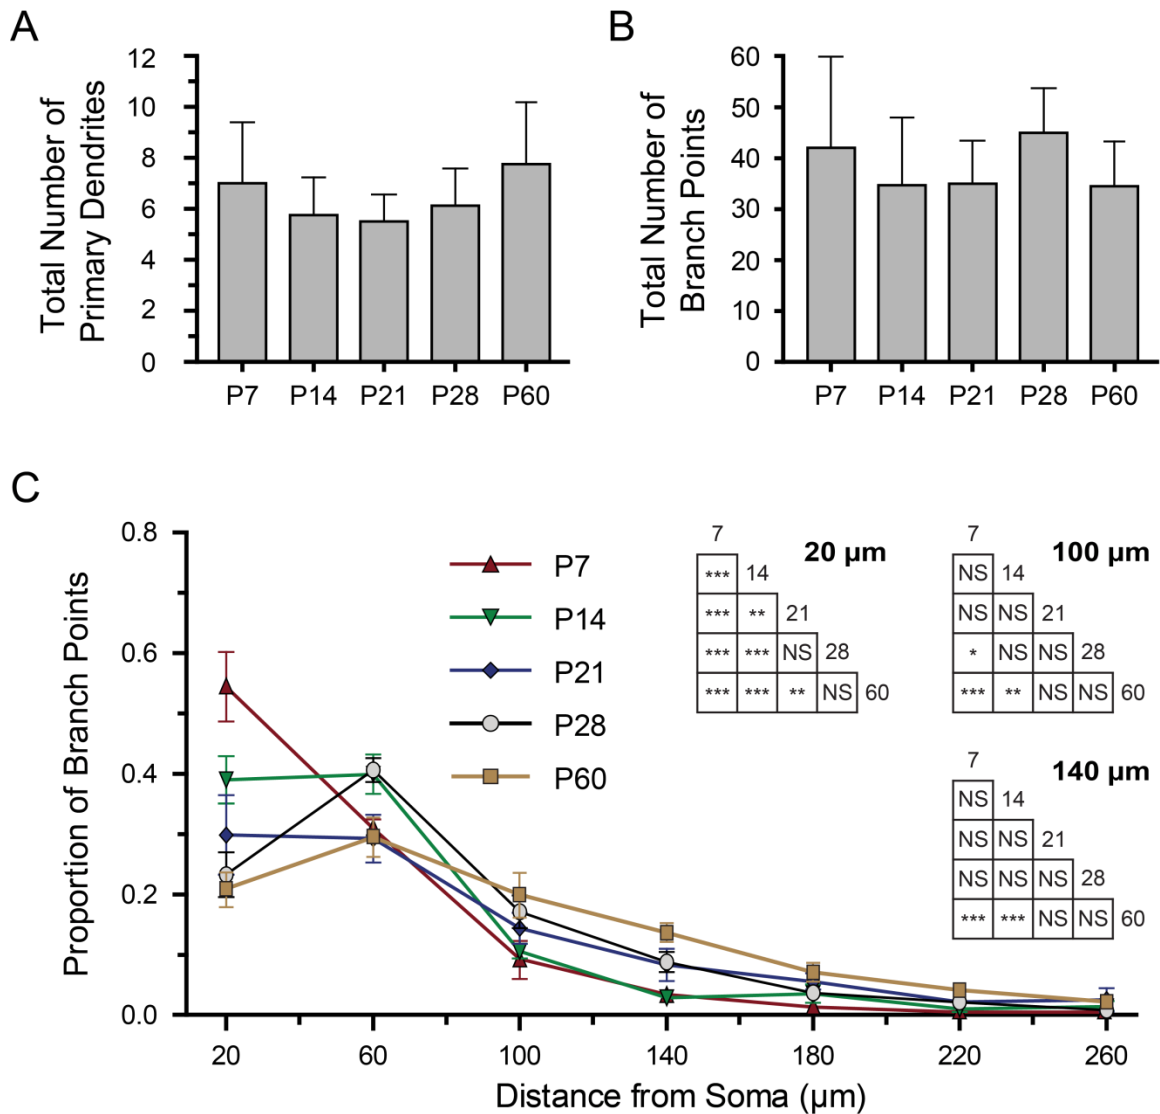 A
Total Number of
Primary Dendrites
12
10
8
6
4
2
0
P7 P14 P21 P28 P60
B
Total Number of
Branch Points
60
50
40
30
20
10
0
P7 P14 P21 P28 P60
C
Proportion of Branch Points
0.8
0.6
0.4
0.2
0.0
20 60 100 140 180 220 260
Distance from Soma (µm)
P7
P14
P21
P28
P60
7
20 µm
*** 14
*** ** 21
*** *** NS 28
*** *** ** NS 60
7
100 µm
NS 14
NS NS 21
* NS NS 28
*** ** NS NS 60
7
140 µm
NS 14
NS NS 21
NS NS NS 28
*** *** NS NS 60